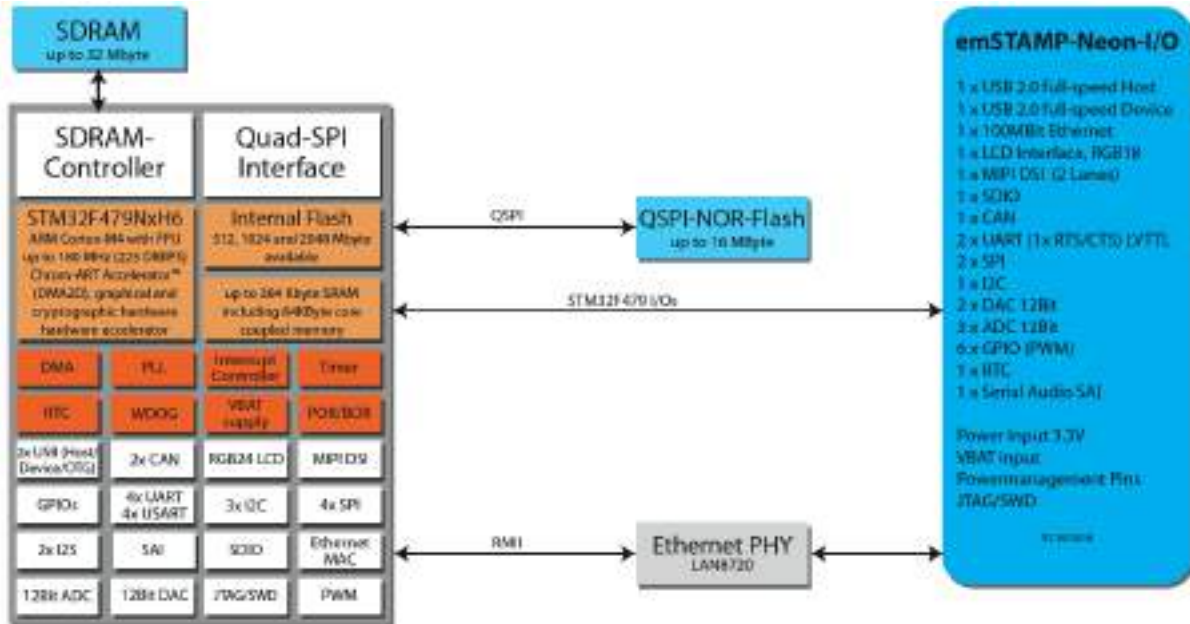 SDRAM
up to 32 Mbyte
SDRAM-
Controller
Quad-SPI
Interface
STM32F479NxH6
ARM Cortex-M4 with FPU
up to 180 MHz (225 DMIPS)
Chrom-ART Accelerator™
(DMA2D), graphical and
cryptographic hardware
hardware accelerator
Internal Flash
512, 1024 and 2048 Mbyte
available
up to 384 Kbyte SRAM
including 64KByte core
coupled memory
DMA
PLL
Interrupt
Controller
Timer
RTC
WDOG
VBAT
supply
POR/BOR
2x USB (Host/
Device/OTG)
2x CAN
RGB24 LCD
MIPI DSI
GPIOs
4x UART
4x USART
3x I2C
4x SPI
2x I2S
SAI
SDIO
Ethernet
MAC
12Bit ADC
12Bit DAC
JTAG/SWD
PWM
QSPI
QSPI-NOR-Flash
up to 16 MByte
STM32F479 I/Os
RMII
Ethernet PHY
LAN8720
emSTAMP-Neon-I/O
1 x USB 2.0 full-speed Host
1 x USB 2.0 full-speed Device
1 x 100MBit Ethernet
1 x LCD Interface, RGB18
1 x MIPI DSI (2 Lanes)
1 x SDIO
1 x CAN
2 x UART (1x RTS/CTS) LVTTL
2 x SPI
1 x I2C
2 x DAC 12Bit
3 x ADC 12Bit
6 x GPIO (PWM)
1 x RTC
1 x Serial Audio SAI
Power Input 3.3V
VBAT input
Powermanagement Pins
JTAG/SWD